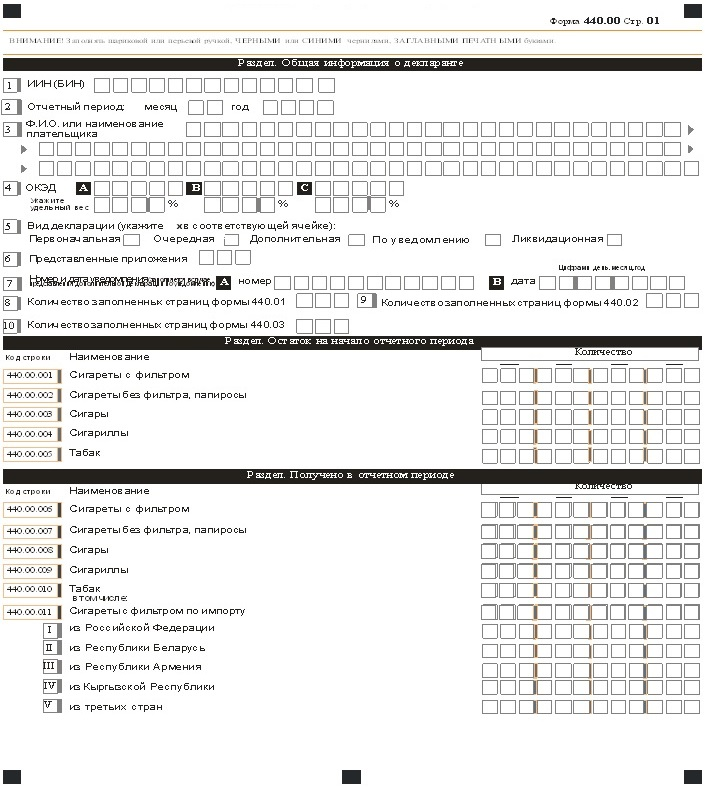 Форма 440.00 Стр. 01
ВНИМАНИЕ! Заполнять шариковой или перьевой ручкой, ЧЕРНЫМИ или СИНИМИ чернилами, ЗАГЛАВНЫМИ ПЕЧАТНЫМИ буквами.
Раздел. Общая информация о декларанте
1 ИИН (БИН)
2 Отчетный период: месяц год
3 Ф.И.О. или наименование
плательщика
4 ОКЭД A B C
Укажите
удельный вес % % %
5 Вид декларации (укажите х в соответствующей ячейке):
Первоначальная Очередная Дополнительная По уведомлению Ликвидационная
6 Представленные приложения
Цифрами день, месяц, год
7 Номер и дата уведомления A номер B дата
8 Количество заполненных страниц формы 440.01 9 Количество заполненных страниц формы 440.02
10 Количество заполненных страниц формы 440.03
Раздел. Остаток на начало отчетного периода
Код строки Наименование Количество
440.00.001 Сигареты с фильтром
440.00.002 Сигареты без фильтра, папиросы
440.00.003 Сигары
440.00.004 Сигариллы
440.00.005 Табак
Раздел. Получено в отчетном периоде
Код строки Наименование Количество
440.00.006 Сигареты с фильтром
440.00.007 Сигареты без фильтра, папиросы
440.00.008 Сигары
440.00.009 Сигариллы
440.00.010 Табак
в том числе:
440.00.011 Сигареты с фильтром по импорту
I из Российской Федерации
II из Республики Беларусь
III из Республики Армения
IV из Кыргызской Республики
V из третьих стран